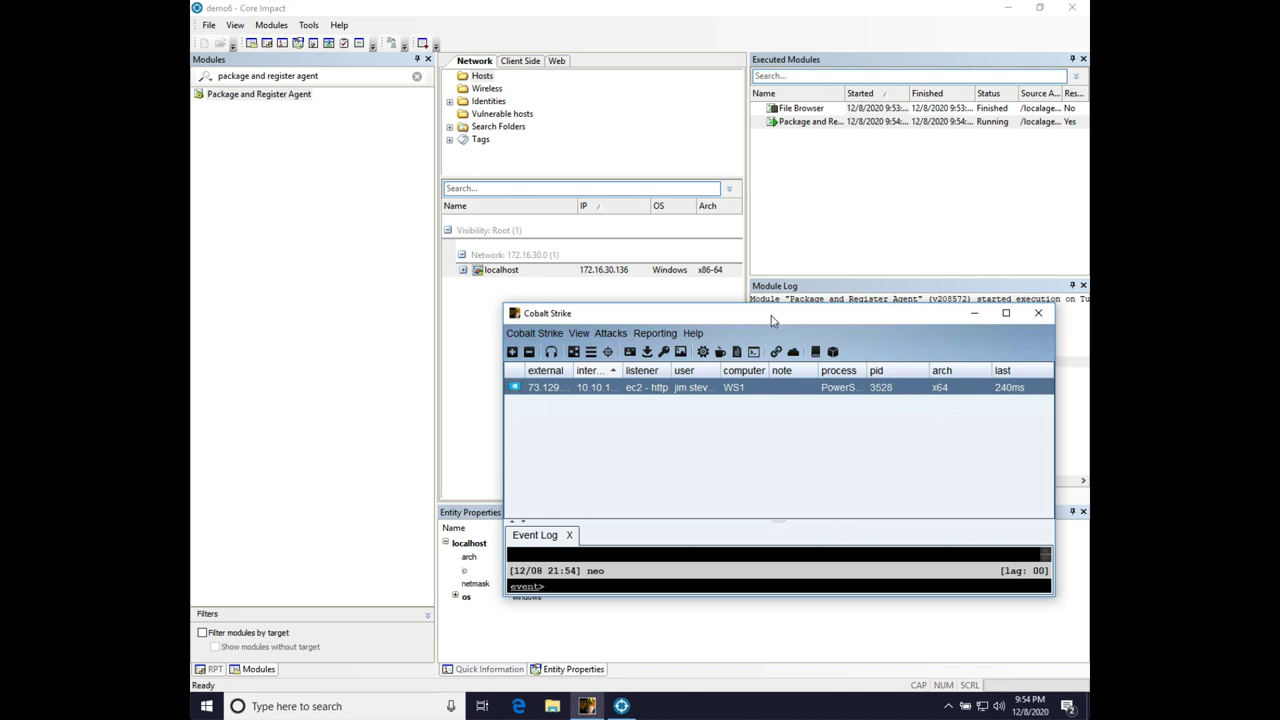 demo6 - Core Impact
File View Modules Tools Help
Modules
package and register agent
Package and Register Agent
Filters
Filter modules by target
Show modules without target
RPT Modules
Ready
Network Client Side Web
Hosts
Wireless
Identities
Vulnerable hosts
Search Folders
Tags
Search...
Name IP OS Arch
Visibility: Root (1)
Network: 172.16.30.0 (1)
localhost 172.16.30.136 Windows x86-64
Executed Modules
Search...
Name Started Finished Status Source A... Res...
File Browser 12/8/2020 9:53:... 12/8/2020 9:53:... Finished /localage... No
Package and Re... 12/8/2020 9:54:... 12/8/2020 9:54:... Running /localage... Yes
Module Log
Module "Package and Register Agent" (v208572) started execution on Tu
Cobalt Strike
Cobalt Strike View Attacks Reporting Help
external inter... listener user computer note process pid arch last
73.129.... 10.10.1... ec2 - http jim.stev... WS1 PowerS... 3528 x64 240ms
Event Log X
[12/08 21:54] neo [lag: 00]
event>
Entity Properties
Name
localhost
arch
ip
netmask
os windows
Quick Information Entity Properties
CAP NUM SCRL
Type here to search
9:54 PM
12/8/2020
2